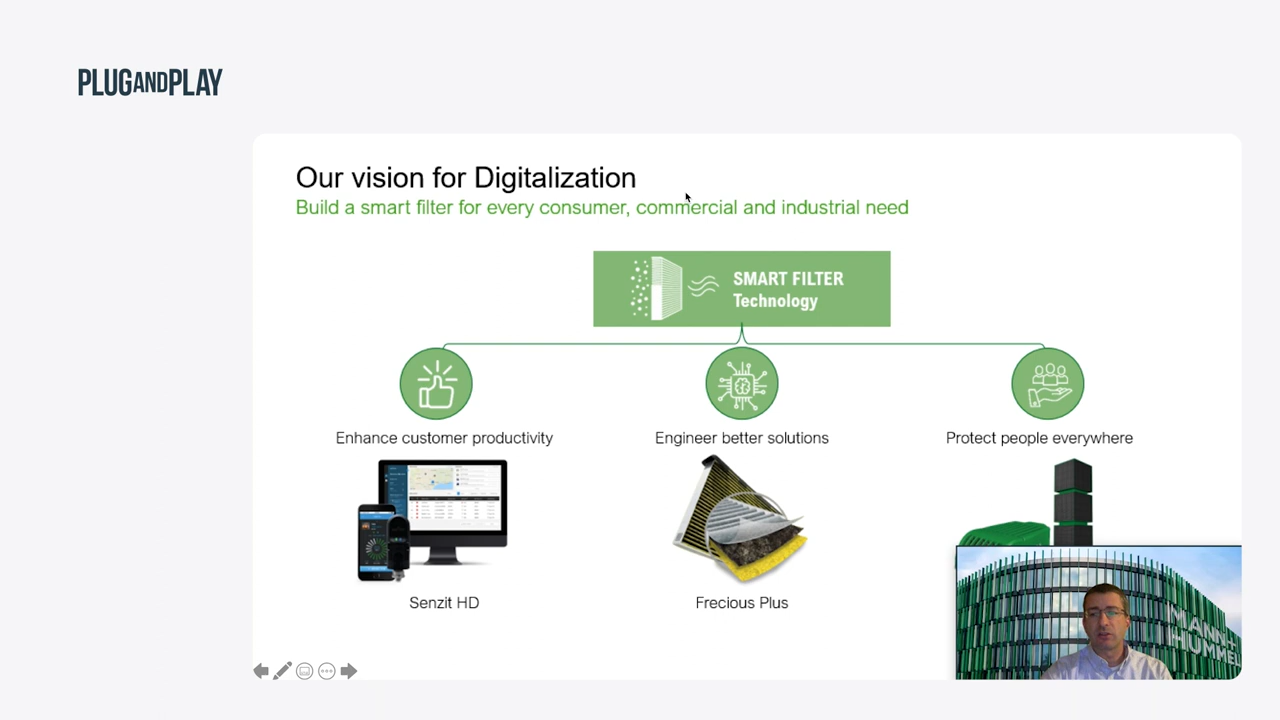 PLUGANDPLAY
Our vision for Digitalization
Build a smart filter for every consumer, commercial and industrial need
SMART FILTER
Technology
Enhance customer productivity
Engineer better solutions
Protect people everywhere
Senzit HD
Frecious Plus
MANN+
HUMMEL